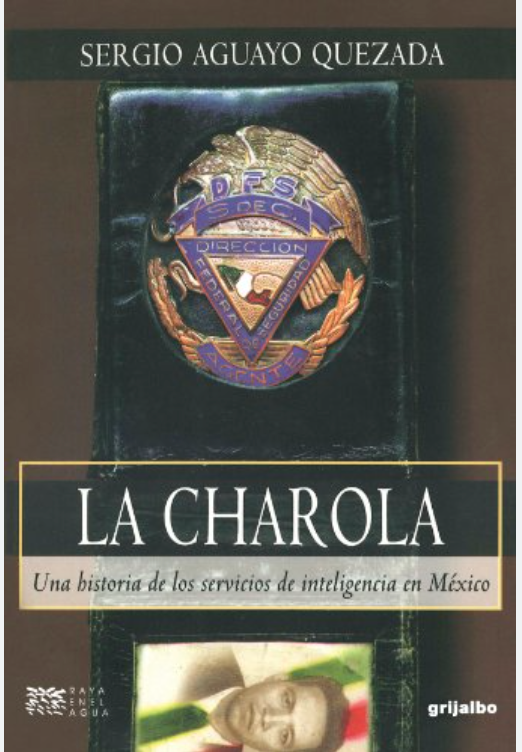 SERGIO AGUAYO QUEZADA
DFS
S. DE G.
DIRECCION
FEDERAL DE SEGURIDAD
AGENTE
LA CHAROLA
Una historia de los servicios de inteligencia en México
RAYA
EN EL
AGUA
grijalbo